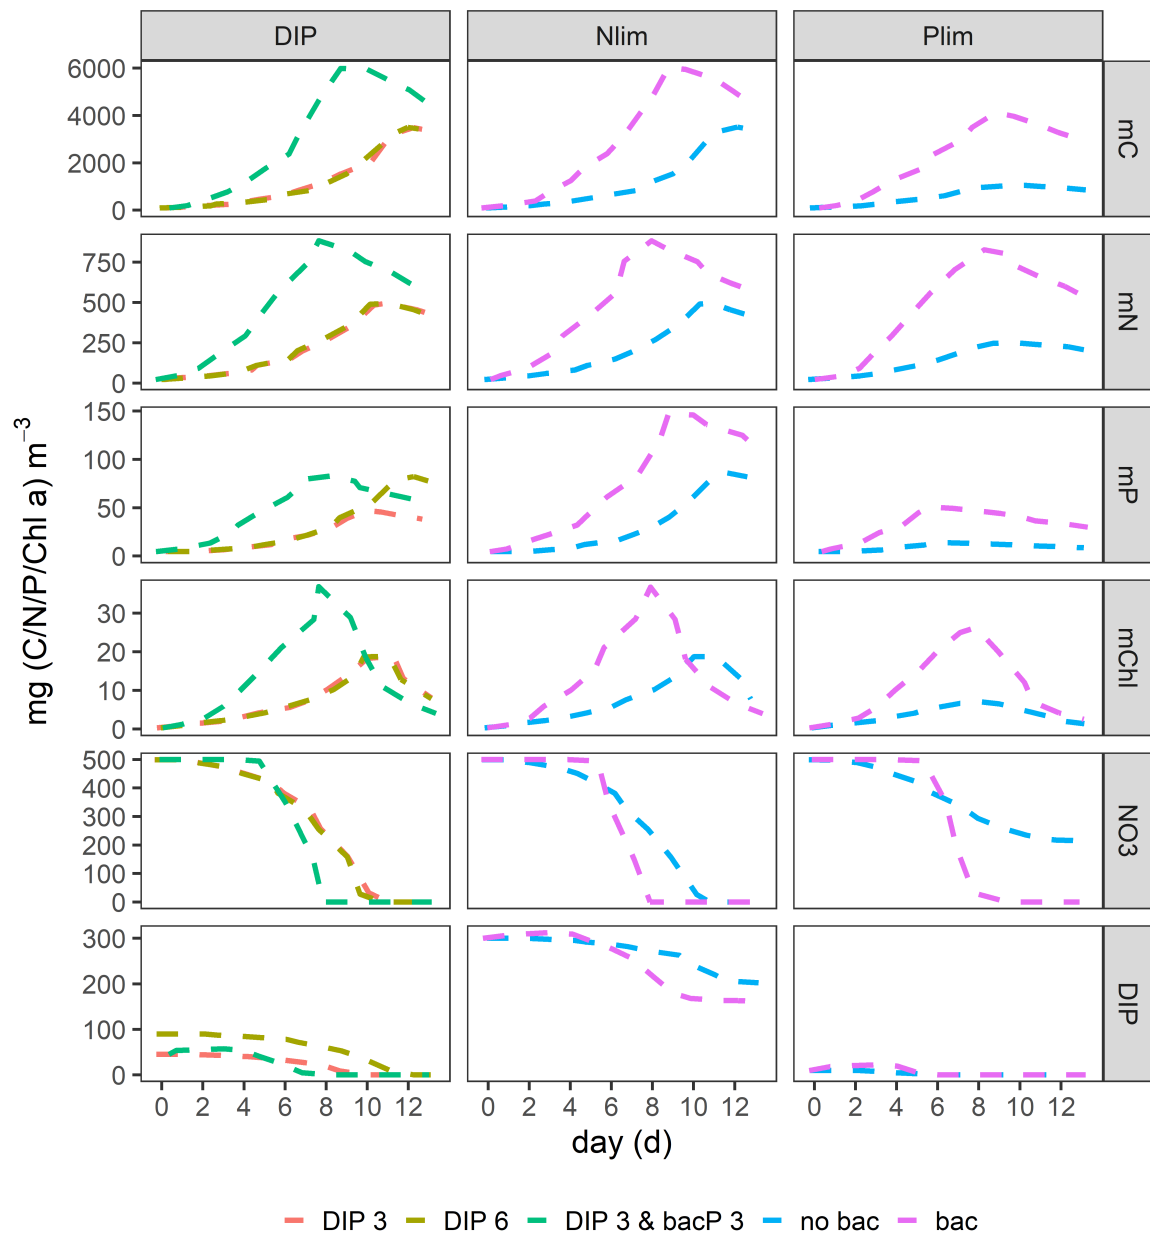 DIP Nlim Plim
6000
4000
2000
0
mC
750
500
250
0
mN
150
100
50
0
mP
30
20
10
0
mChl
500
400
300
200
100
0
NO3
300
200
100
0
DIP
mg (C/N/P/Chl a) m⁻³
0 2 4 6 8 10 12 0 2 4 6 8 10 12 0 2 4 6 8 10 12
day (d)
DIP 3 DIP 6 DIP 3 & bacP 3 no bac bac